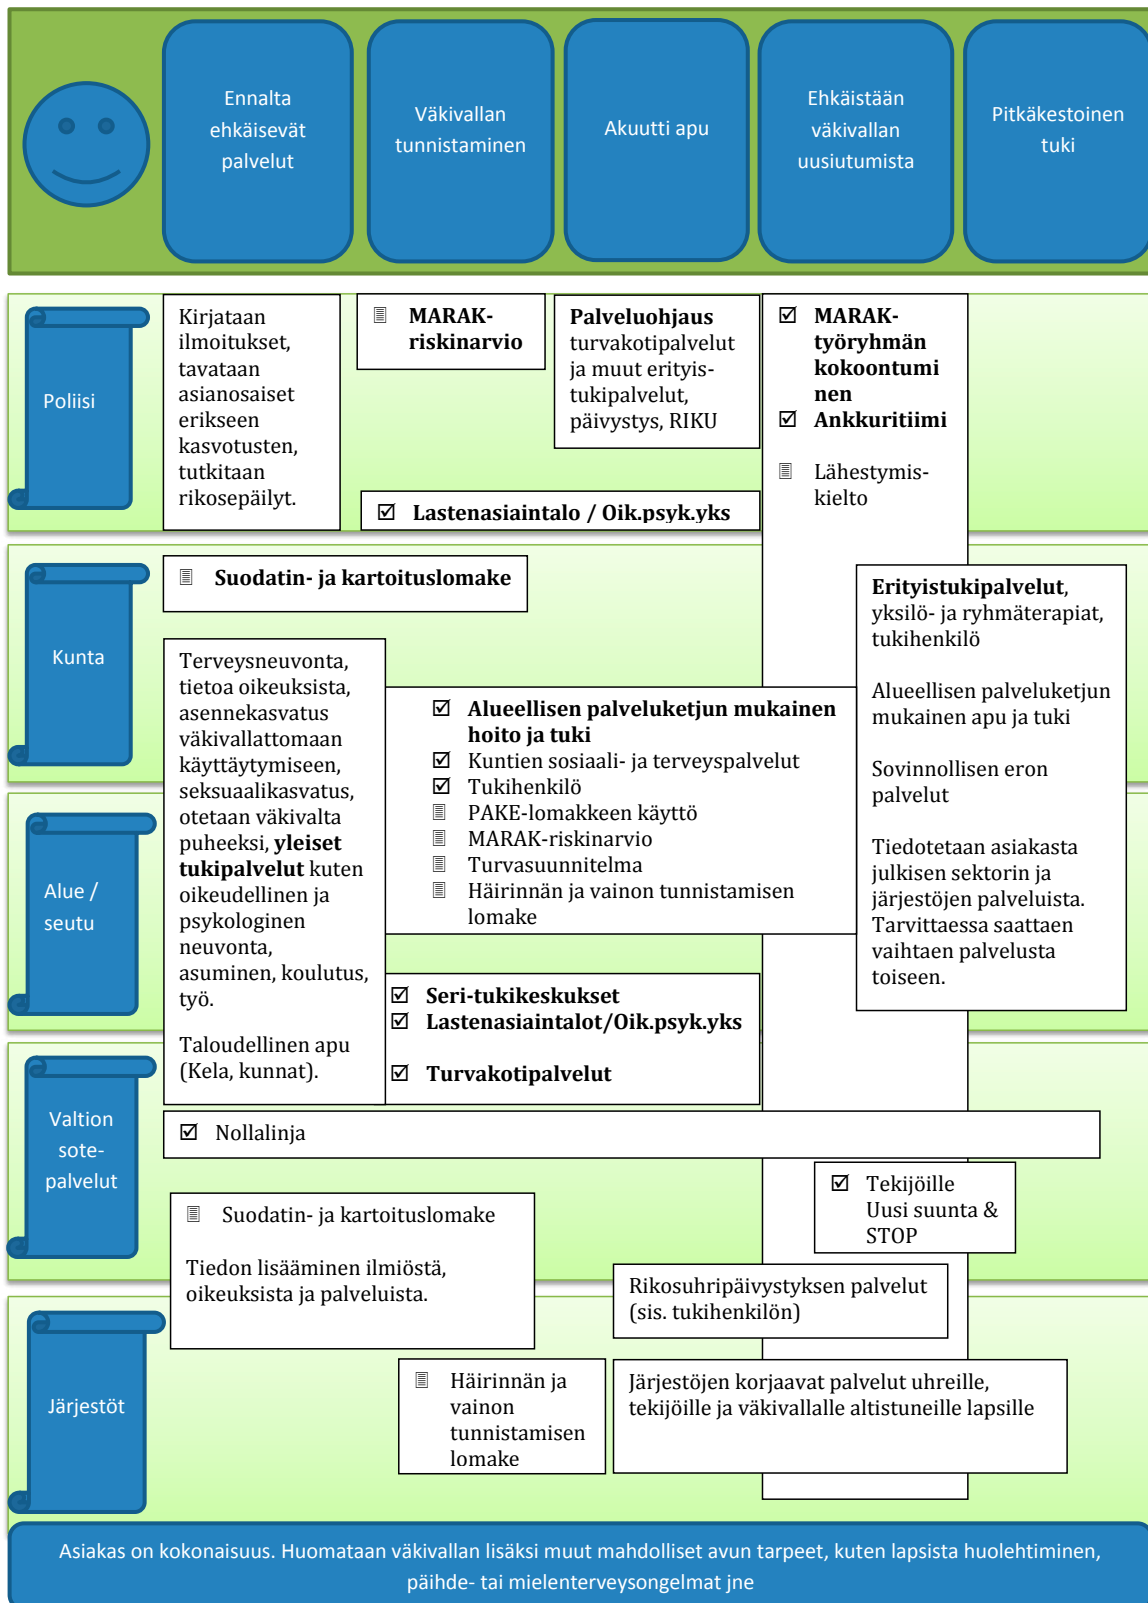 Ennalta
ehkäisevät
palvelut
Väkivallan
tunnistaminen
Akuutti apu
Ehkäistään
väkivallan
uusiutumista
Pitkäkestoinen
tuki
Poliisi
Kirjataan
ilmoitukset,
tavataan
asianosaiset
erikseen
kasvotusten,
tutkitaan
rikosepäilyt.
MARAK-
riskinarvio
Palveluohjaus
turvakotipalvelut
ja muut erityis-
tukipalvelut,
päivystys, RIKU
☑ MARAK-
työryhmän
kokoontumi
nen
☑ Ankkuritiimi
Lähestymis-
kielto
☑ Lastenasiaintalo / Oik.psyk.yks
Kunta
Suodatin- ja kartoituslomake
Terveysneuvonta,
tietoa oikeuksista,
asennekasvatus
väkivallattomaan
käyttäytymiseen,
seksuaalikasvatus,
otetaan väkivalta
puheeksi, yleiset
tukipalvelut kuten
oikeudellinen ja
psykologinen
neuvonta,
asuminen, koulutus,
työ.
Taloudellinen apu
(Kela, kunnat).
☑ Alueellisen palveluketjun mukainen
hoito ja tuki
☑ Kuntien sosiaali- ja terveyspalvelut
☑ Tukihenkilö
PAKE-lomakkeen käyttö
MARAK-riskinarvio
Turvasuunnitelma
Häirinnän ja vainon tunnistamisen
lomake
Erityistukipalvelut,
yksilö- ja ryhmäterapiat,
tukihenkilö
Alueellisen palveluketjun
mukainen apu ja tuki
Sovinnollisen eron
palvelut
Tiedotetaan asiakasta
julkisen sektorin ja
järjestöjen palveluista.
Tarvittaessa saattaen
vaihtaen palvelusta
toiseen.
Alue /
seutu
☑ Seri-tukikeskukset
☑ Lastenasiaintalot/Oik.psyk.yks
☑ Turvakotipalvelut
Valtion
sote-
palvelut
☑ Nollalinja
☑ Tekijöille
Uusi suunta &
STOP
Suodatin- ja kartoituslomake
Tiedon lisääminen ilmiöstä,
oikeuksista ja palveluista.
Rikosuhripäivystyksen palvelut
(sis. tukihenkilön)
Järjestöt
Häirinnän ja
vainon
tunnistamisen
lomake
Järjestöjen korjaavat palvelut uhreille,
tekijöille ja väkivallalle altistuneille lapsille
Asiakas on kokonaisuus. Huomataan väkivallan lisäksi muut mahdolliset avun tarpeet, kuten lapsista huolehtiminen,
päihde- tai mielenterveysongelmat jne